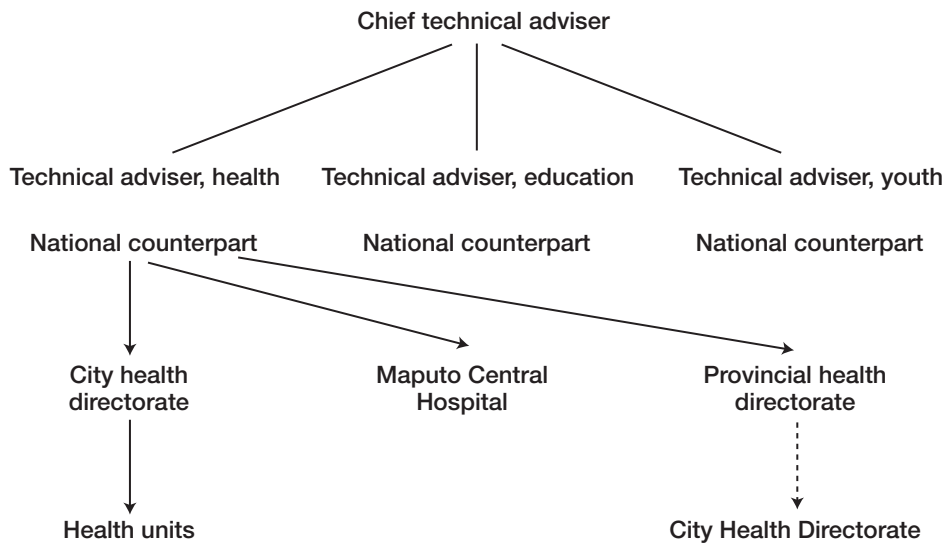 Chief technical adviser
Technical adviser, health
Technical adviser, education
Technical adviser, youth
National counterpart
National counterpart
National counterpart
City health
directorate
Maputo Central
Hospital
Provincial health
directorate
Health units
City Health Directorate